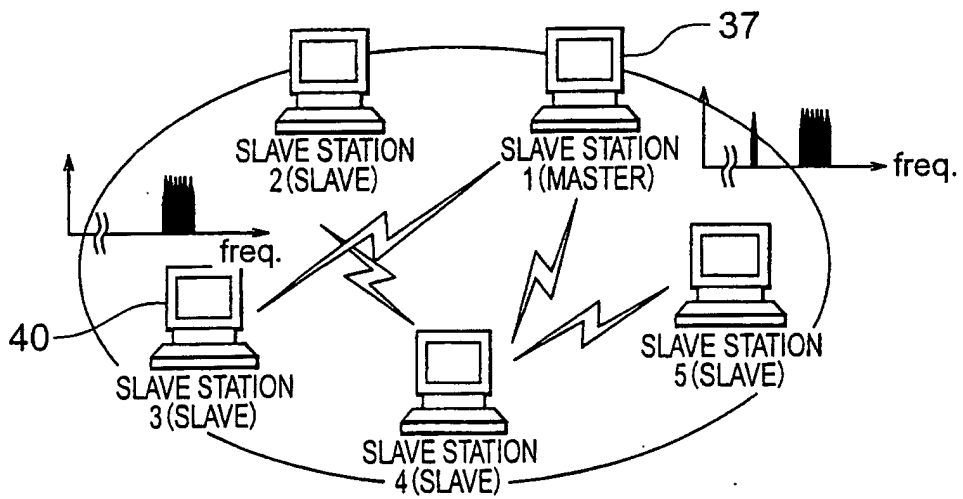 37
SLAVE STATION
2(SLAVE)
SLAVE STATION
1(MASTER)
freq.
freq.
40
SLAVE STATION
3(SLAVE)
SLAVE STATION
5(SLAVE)
SLAVE STATION
4(SLAVE)